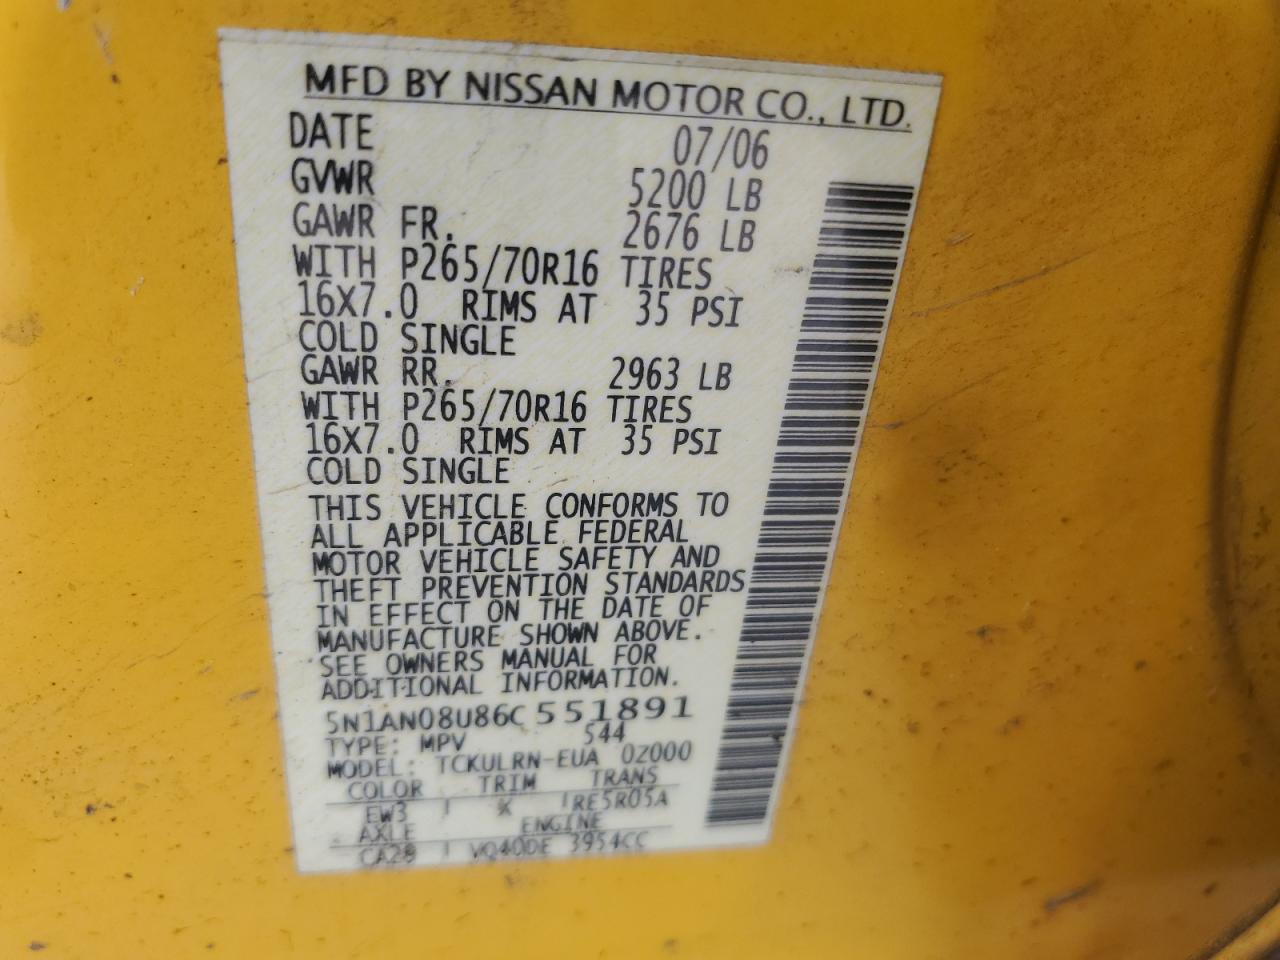 MFD BY NISSAN MOTOR CO., LTD.
DATE 07/06
GVWR 5200 LB
GAWR FR. 2676 LB
WITH P265/70R16 TIRES
16X7.0 RIMS AT 35 PSI
COLD SINGLE
GAWR RR. 2963 LB
WITH P265/70R16 TIRES
16X7.0 RIMS AT 35 PSI
COLD SINGLE
THIS VEHICLE CONFORMS TO
ALL APPLICABLE FEDERAL
MOTOR VEHICLE SAFETY AND
THEFT PREVENTION STANDARDS
IN EFFECT ON THE DATE OF
MANUFACTURE SHOWN ABOVE.
SEE OWNERS MANUAL FOR
ADDITIONAL INFORMATION.
5N1AN08U86C551891
TYPE: MPV 544
MODEL: TCKULRN-EUA 0Z000
COLOR TRIM TRANS
EW3 K RE5R05A
AXLE ENGINE
CA28 VQ40DE 3954CC